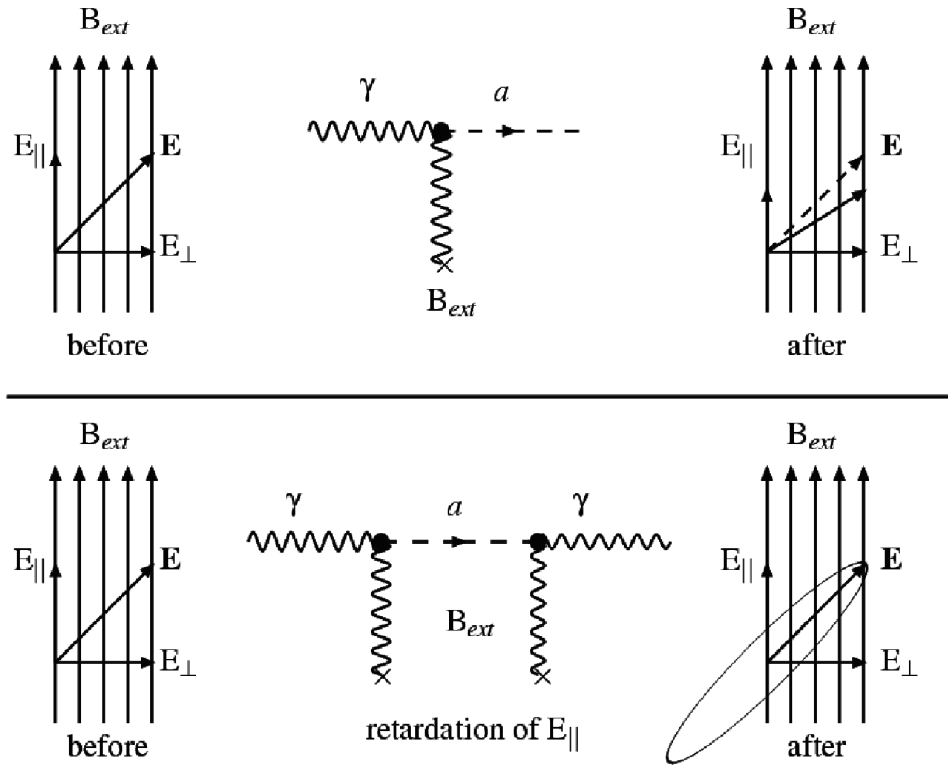 B_ext
γ
a
B_ext
E_||
E
E_||
E
E_⊥
E_⊥
B_ext
before
after
B_ext
B_ext
γ
a
γ
E_||
E
E_||
E
B_ext
E_⊥
E_⊥
retardation of E_||
before
after